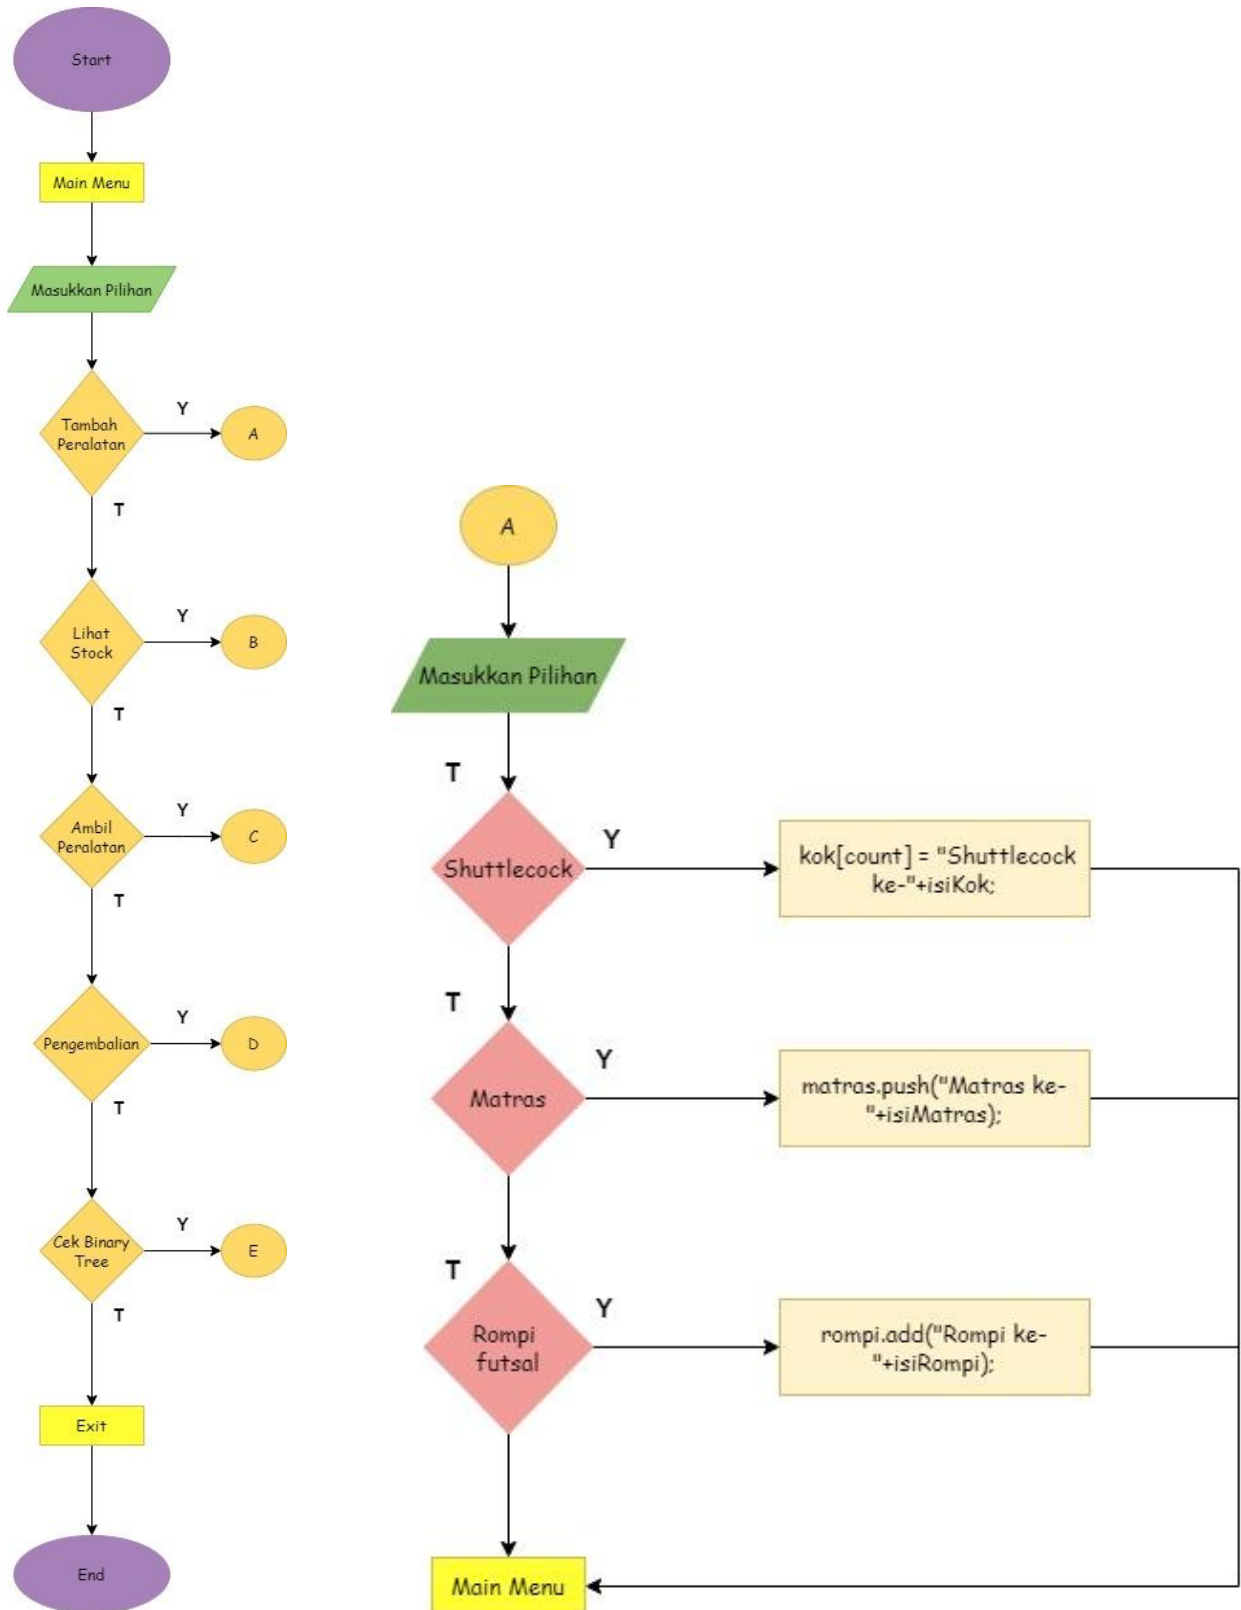 Start
Main Menu
Masukkan Pilihan
Tambah
Peralatan
Y
A
T
Lihat
Stock
Y
B
T
Ambil
Peralatan
Y
C
T
Pengembalian
Y
D
T
Cek Binary
Tree
Y
E
T
Exit
End
A
Masukkan Pilihan
T
Shuttlecock
Y
kok[count] = "Shuttlecock
ke-"+isiKok;
T
Matras
Y
matras.push("Matras ke-
"+isiMatras);
T
Rompi
futsal
Y
rompi.add("Rompi ke-
"+isiRompi);
Main Menu